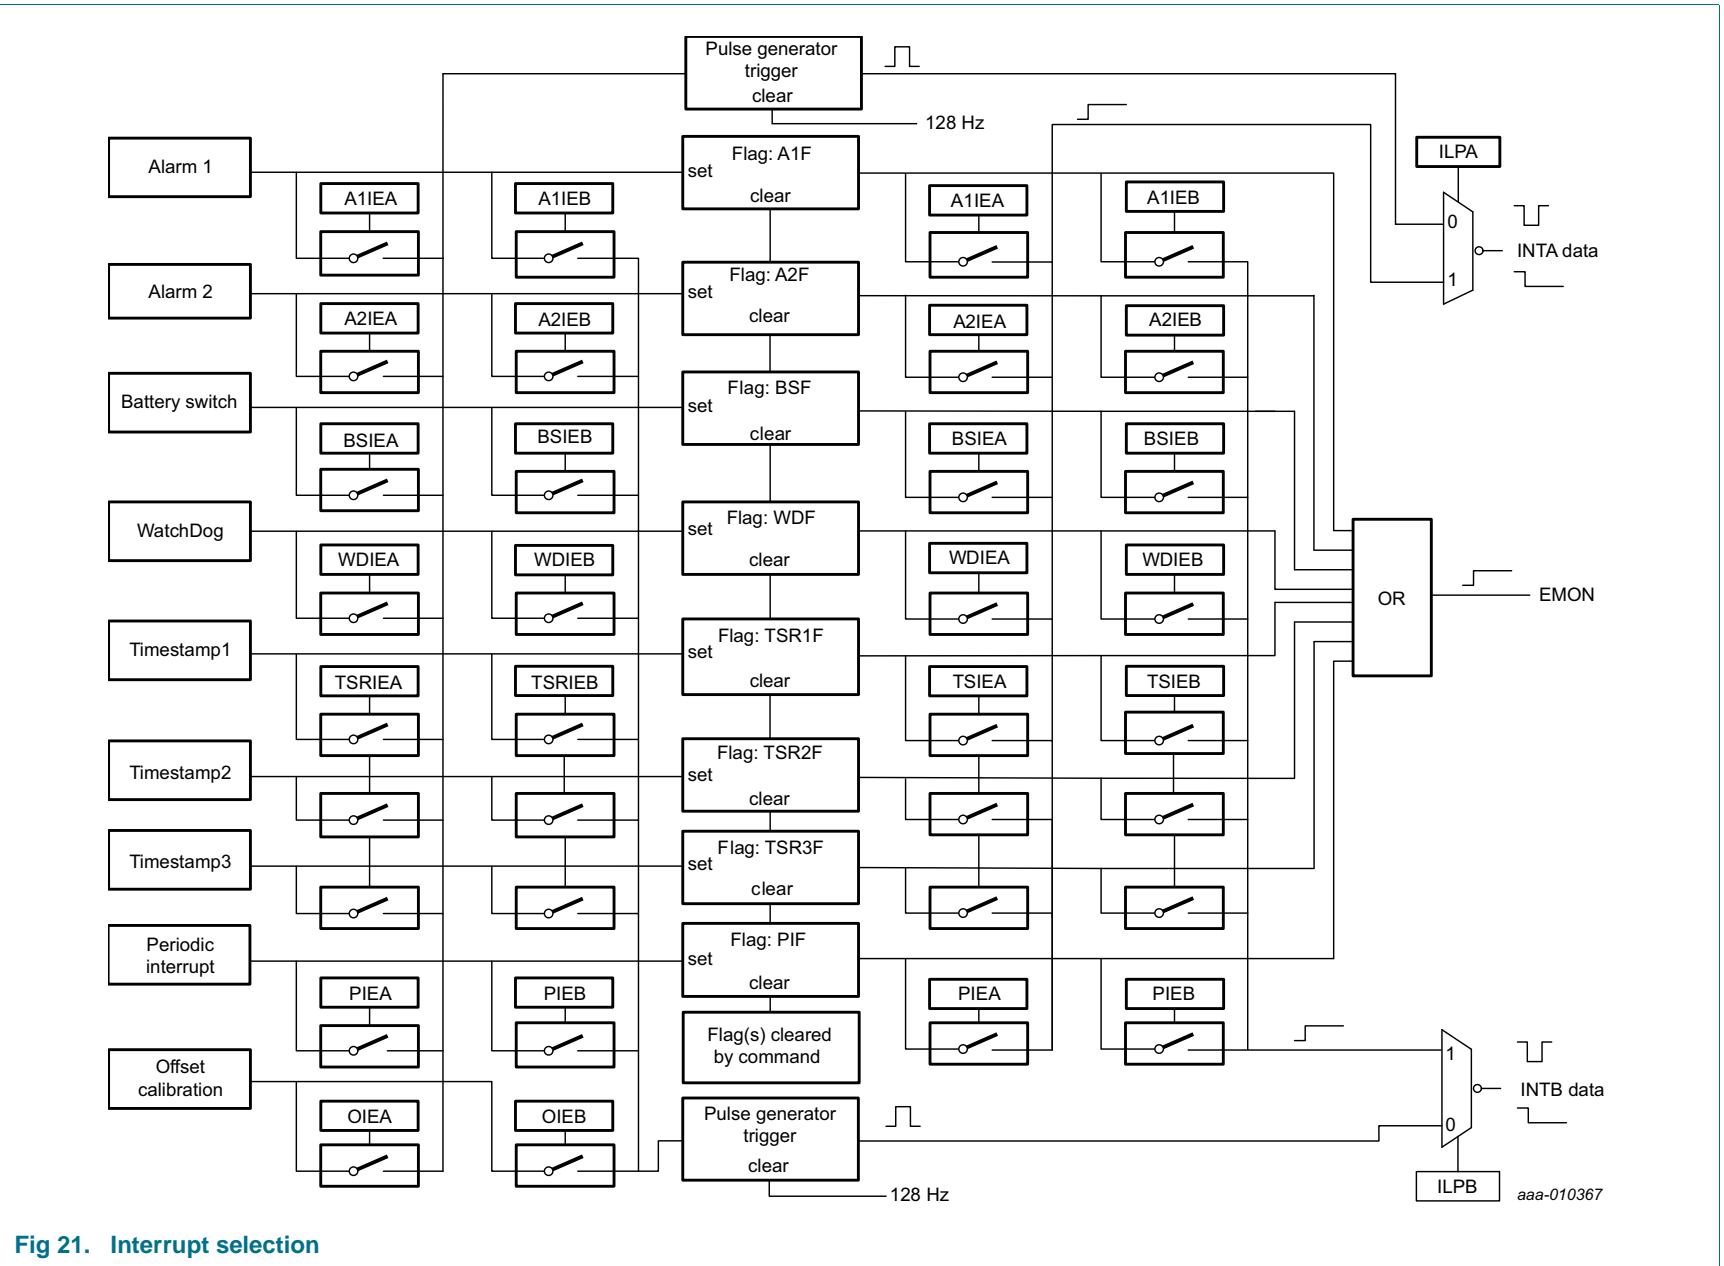 Pulse generator
trigger
clear
128 Hz
Alarm 1
A1IEA
A1IEB
Flag: A1F
set
clear
A1IEA
A1IEB
ILPA
0
1
INTA data
Alarm 2
A2IEA
A2IEB
Flag: A2F
set
clear
A2IEA
A2IEB
Battery switch
BSIEA
BSIEB
Flag: BSF
set
clear
BSIEA
BSIEB
WatchDog
WDIEA
WDIEB
Flag: WDF
set
clear
WDIEA
WDIEB
OR
EMON
Timestamp1
TSRIEA
TSRIEB
Flag: TSR1F
set
clear
TSIEA
TSIEB
Timestamp2
Flag: TSR2F
set
clear
Timestamp3
Flag: TSR3F
set
clear
Periodic
interrupt
PIEA
PIEB
Flag: PIF
set
clear
PIEA
PIEB
Flag(s) cleared
by command
Offset
calibration
OIEA
OIEB
Pulse generator
trigger
clear
128 Hz
1
0
INTB data
ILPB
aaa-010367
Fig 21. Interrupt selection